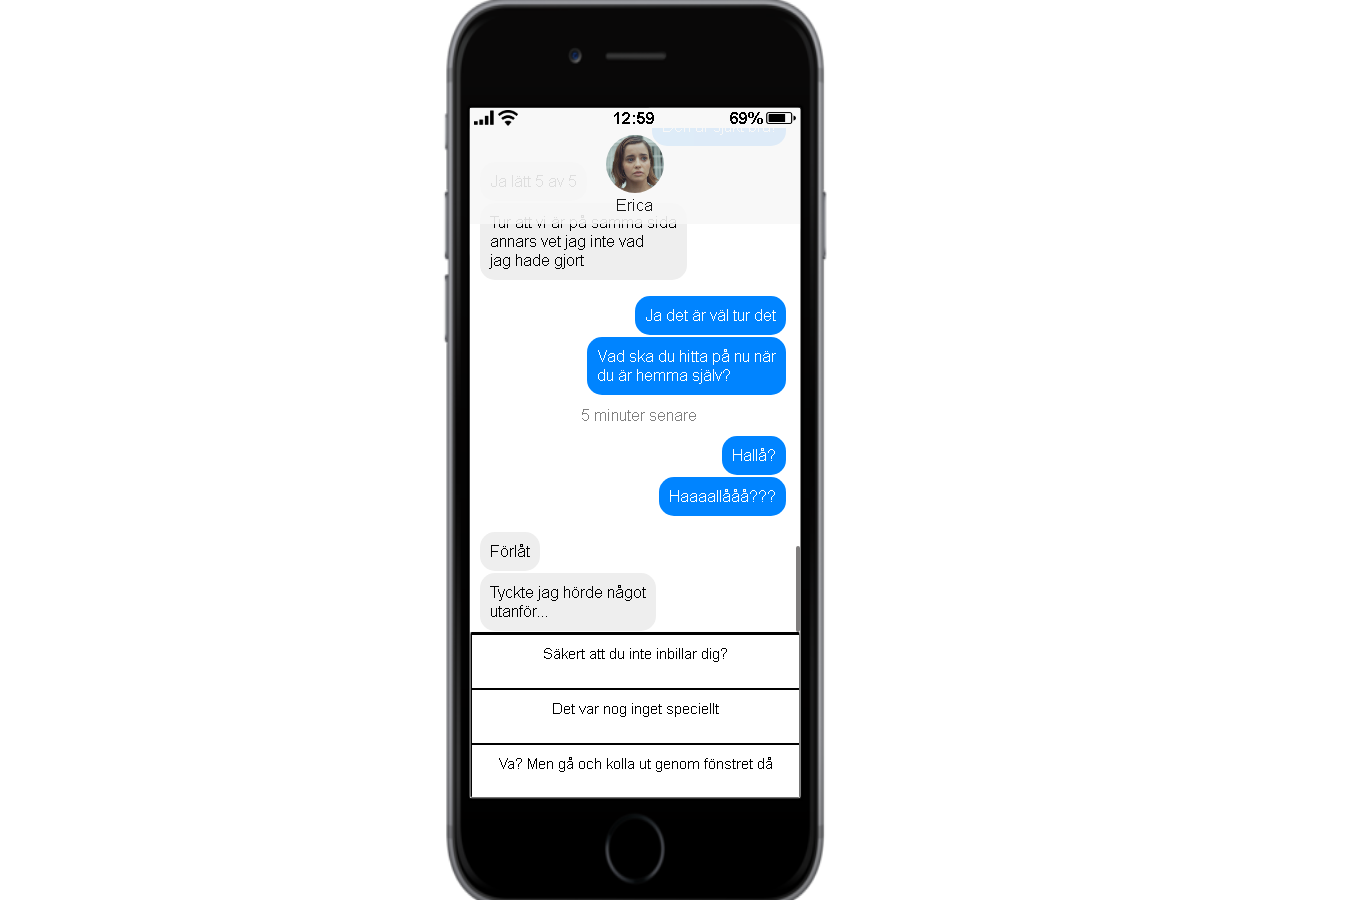 12:59
69%
Ja lätt 5 av 5
Erica
Tur att vi är på samma sida
annars vet jag inte vad
jag hade gjort
Ja det är väl tur det
Vad ska du hitta på nu när
du är hemma själv?
5 minuter senare
Hallå?
Haaaallååå???
Förlåt
Tyckte jag hörde något
utanför...
Säkert att du inte inbillar dig?
Det var nog inget speciellt
Va? Men gå och kolla ut genom fönstret då